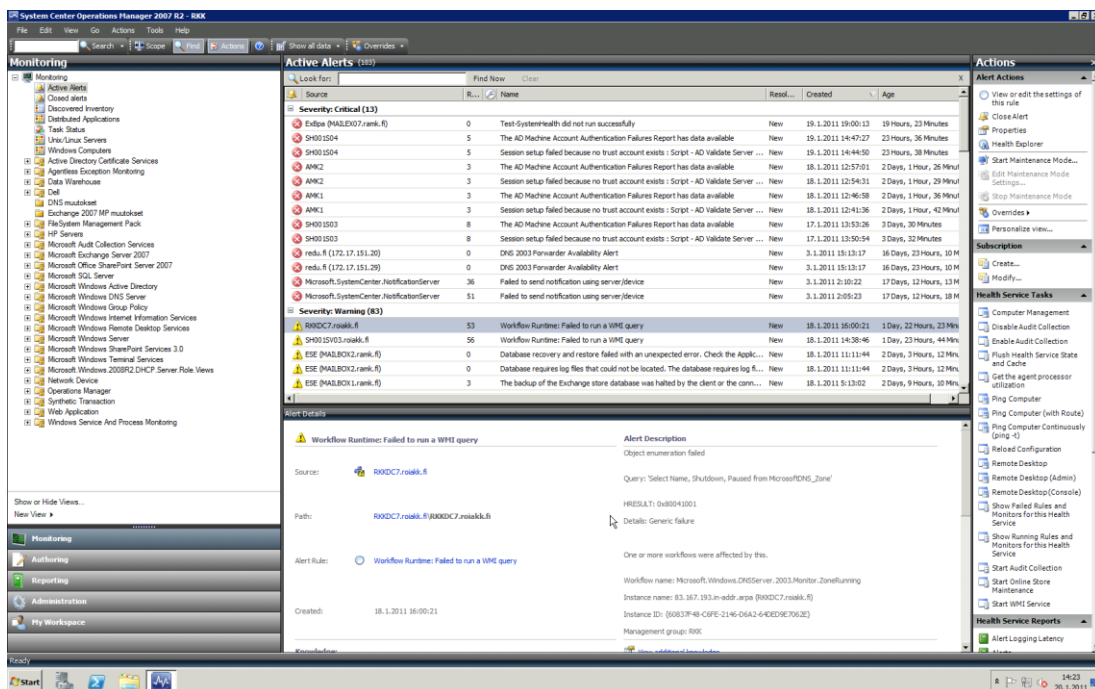 System Center Operations Manager 2007 R2 - RKK
File Edit View Go Actions Tools Help
Search Scope Find Actions Show all data Overrides
Monitoring
Monitoring
Active Alerts
Closed alerts
Discovered Inventory
Distributed Applications
Task Status
Unix/Linux Servers
Windows Computers
Active Directory Certificate Services
Agentless Exception Monitoring
Data Warehouse
Dell
DNS muutokset
Exchange 2007 MP muutokset
FileSystem Management Pack
HP Servers
Microsoft Audit Collection Services
Microsoft Exchange Server 2007
Microsoft Office SharePoint Server 2007
Microsoft SQL Server
Microsoft Windows Active Directory
Microsoft Windows DNS Server
Microsoft Windows Group Policy
Microsoft Windows Internet Information Services
Microsoft Windows Remote Desktop Services
Microsoft Windows Server
Microsoft Windows SharePoint Services 3.0
Microsoft Windows Terminal Services
Microsoft.Windows.2008R2.DHCP.Server.Role.Views
Network Device
Operations Manager
Synthetic Transaction
Web Application
Windows Service And Process Monitoring
Show or Hide Views...
New View
Monitoring
Authoring
Reporting
Administration
My Workspace
Active Alerts (103)
Look for: Find Now Clear X
Source R... Name Resol... Created Age
Severity: Critical (13)
ExBpa (MAILEX07.ramk.fi) 0 Test-SystemHealth did not run successfully New 19.1.2011 19:00:13 19 Hours, 23 Minutes
SH001S04 5 The AD Machine Account Authentication Failures Report has data available New 19.1.2011 14:47:27 23 Hours, 36 Minutes
SH001S04 5 Session setup failed because no trust account exists : Script - AD Validate Server ... New 19.1.2011 14:44:50 23 Hours, 38 Minutes
AMK2 3 The AD Machine Account Authentication Failures Report has data available New 18.1.2011 12:57:01 2 Days, 1 Hour, 26 Minut
AMK2 3 Session setup failed because no trust account exists : Script - AD Validate Server ... New 18.1.2011 12:54:31 2 Days, 1 Hour, 29 Minut
AMK1 3 The AD Machine Account Authentication Failures Report has data available New 18.1.2011 12:46:58 2 Days, 1 Hour, 36 Minut
AMK1 3 Session setup failed because no trust account exists : Script - AD Validate Server ... New 18.1.2011 12:41:36 2 Days, 1 Hour, 42 Minut
SH001S03 8 The AD Machine Account Authentication Failures Report has data available New 17.1.2011 13:53:26 3 Days, 30 Minutes
SH001S03 8 Session setup failed because no trust account exists : Script - AD Validate Server ... New 17.1.2011 13:50:54 3 Days, 32 Minutes
redu.fi (172.17.151.20) 0 DNS 2003 Forwarder Availability Alert New 3.1.2011 15:13:17 16 Days, 23 Hours, 10 M
redu.fi (172.17.151.29) 0 DNS 2003 Forwarder Availability Alert New 3.1.2011 15:13:17 16 Days, 23 Hours, 10 M
Microsoft.SystemCenter.NotificationServer 36 Failed to send notification using server/device New 3.1.2011 2:10:22 17 Days, 12 Hours, 13 M
Microsoft.SystemCenter.NotificationServer 51 Failed to send notification using server/device New 3.1.2011 2:05:23 17 Days, 12 Hours, 18 M
Severity: Warning (83)
RKKDC7.roiakk.fi 53 Workflow Runtime: Failed to run a WMI query New 18.1.2011 16:00:21 1 Day, 22 Hours, 23 Min
SH001SV03.roiakk.fi 56 Workflow Runtime: Failed to run a WMI query New 18.1.2011 14:38:46 1 Day, 23 Hours, 44 Min
ESE (MAILBOX2.ramk.fi) 0 Database recovery and restore failed with an unexpected error. Check the Applic... New 18.1.2011 11:11:44 2 Days, 3 Hours, 12 Min
ESE (MAILBOX2.ramk.fi) 0 Database requires log files that could not be located. The database requires log fi... New 18.1.2011 11:11:44 2 Days, 3 Hours, 12 Min
ESE (MAILBOX1.ramk.fi) 3 The backup of the Exchange store database was halted by the client or the conn... New 18.1.2011 5:13:02 2 Days, 9 Hours, 10 Min
Alert Details
Workflow Runtime: Failed to run a WMI query
Source: RKKDC7.roiakk.fi
Path: RKKDC7.roiakk.fi\RKKDC7.roiakk.fi
Alert Rule: Workflow Runtime: Failed to run a WMI query
Created: 18.1.2011 16:00:21
Knowledge:
Alert Description
Object enumeration failed
Query: 'Select Name, Shutdown, Paused from MicrosoftDNS_Zone'
HRESULT: 0x80041001
Details: Generic failure
One or more workflows were affected by this.
Workflow name: Microsoft.Windows.DNSServer.2003.Monitor.ZoneRunning
Instance name: 83.167.193.in-addr.arpa (RKKDC7.roiakk.fi)
Instance ID: {60837F48-C6FE-2146-D6A2-64DED9E7062E}
Management group: RKK
View additional knowledge
Actions
Alert Actions
View or edit the settings of
this rule
Close Alert
Properties
Health Explorer
Start Maintenance Mode...
Edit Maintenance Mode
Settings...
Stop Maintenance Mode
Overrides
Personalize view...
Subscription
Create...
Modify...
Health Service Tasks
Computer Management
Disable Audit Collection
Enable Audit Collection
Flush Health Service State
and Cache
Get the agent processor
utilization
Ping Computer
Ping Computer (with Route)
Ping Computer Continuously
(ping -t)
Reload Configuration
Remote Desktop
Remote Desktop (Admin)
Remote Desktop (Console)
Show Failed Rules and
Monitors for this Health
Service
Show Running Rules and
Monitors for this Health
Service
Start Audit Collection
Start Online Store
Maintenance
Start WMI Service
Health Service Reports
Alert Logging Latency
Alerts
Ready
Start
14:23
20.1.2011